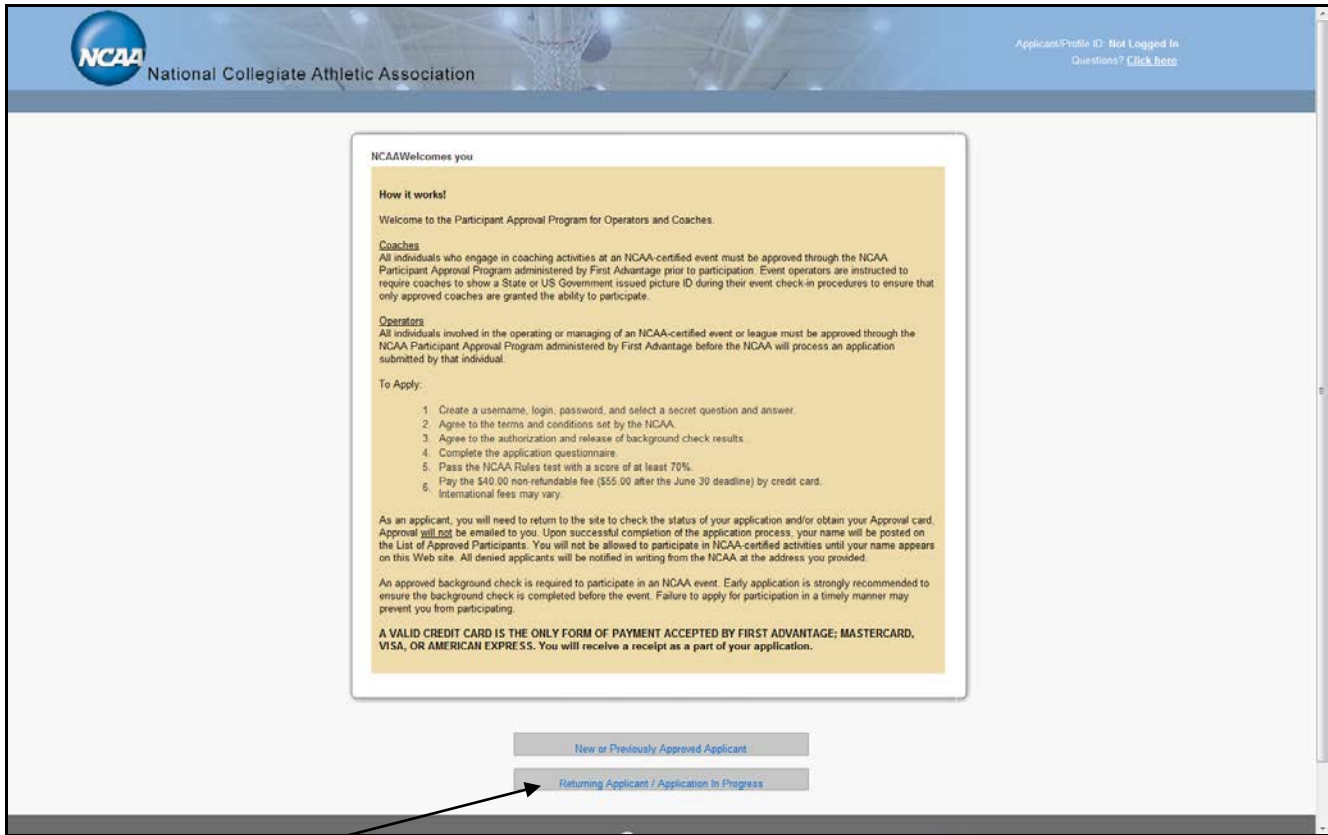 NCAA
National Collegiate Athletic Association
Applicant/Profile ID: Not Logged In
Questions? Click here
NCAAWelcomes you
How it works!
Welcome to the Participant Approval Program for Operators and Coaches.
Coaches
All individuals who engage in coaching activities at an NCAA-certified event must be approved through the NCAA
Participant Approval Program administered by First Advantage prior to participation. Event operators are instructed to
require coaches to show a State or US Government issued picture ID during their event check-in procedures to ensure that
only approved coaches are granted the ability to participate.
Operators
All individuals involved in the operating or managing of an NCAA-certified event or league must be approved through the
NCAA Participant Approval Program administered by First Advantage before the NCAA will process an application
submitted by that individual.
To Apply:
1. Create a username, login, password, and select a secret question and answer.
2. Agree to the terms and conditions set by the NCAA.
3. Agree to the authorization and release of background check results.
4. Complete the application questionnaire.
5. Pass the NCAA Rules test with a score of at least 70%.
6. Pay the $40.00 non-refundable fee ($55.00 after the June 30 deadline) by credit card.
International fees may vary.
As an applicant, you will need to return to the site to check the status of your application and/or obtain your Approval card.
Approval will not be emailed to you. Upon successful completion of the application process, your name will be posted on
the List of Approved Participants. You will not be allowed to participate in NCAA-certified activities until your name appears
on this Web site. All denied applicants will be notified in writing from the NCAA at the address you provided.
An approved background check is required to participate in an NCAA event. Early application is strongly recommended to
ensure the background check is completed before the event. Failure to apply for participation in a timely manner may
prevent you from participating.
A VALID CREDIT CARD IS THE ONLY FORM OF PAYMENT ACCEPTED BY FIRST ADVANTAGE; MASTERCARD,
VISA, OR AMERICAN EXPRESS. You will receive a receipt as a part of your application.
New or Previously Approved Applicant
Returning Applicant / Application In Progress